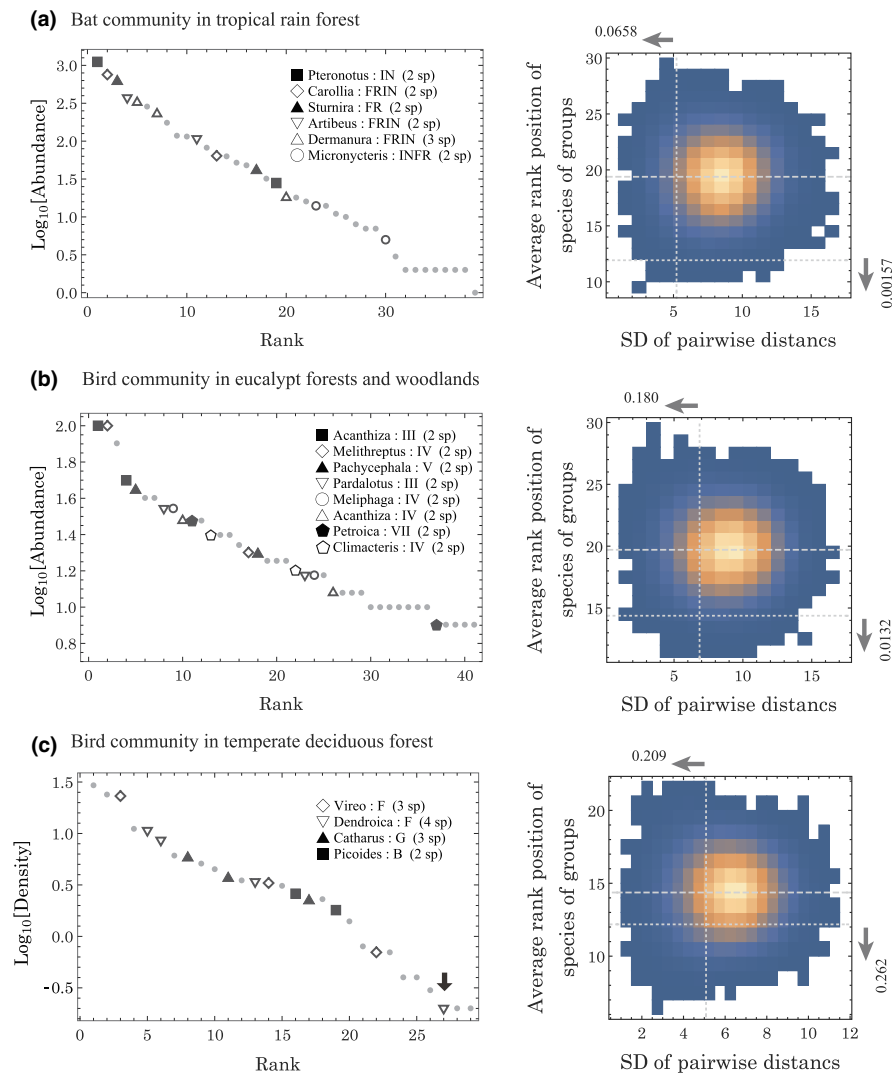 (a) Bat community in tropical rain forest
3.0
2.5
2.0
1.5
1.0
0.5
0.0
Log10[Abundance]
Pteronotus : IN (2 sp)
Carollia : FRIN (2 sp)
Sturnira : FR (2 sp)
Artibeus : FRIN (2 sp)
Dermanura : FRIN (3 sp)
Micronycteris : INFR (2 sp)
0 10 20 30
Rank
0.0658
30
25
20
15
10
Average rank position of
species of groups
5 10 15
SD of pairwise distancs
0.00157
(b) Bird community in eucalypt forests and woodlands
2.0
1.8
1.6
1.4
1.2
1.0
0.8
Log10[Abundance]
Acanthiza : III (2 sp)
Melithreptus : IV (2 sp)
Pachycephala : V (2 sp)
Pardalotus : III (2 sp)
Meliphaga : IV (2 sp)
Acanthiza : IV (2 sp)
Petroica : VII (2 sp)
Climacteris : IV (2 sp)
0 10 20 30 40
Rank
0.180
30
25
20
15
Average rank position of
species of groups
5 10 15
SD of pairwise distancs
0.0132
(c) Bird community in temperate deciduous forest
1.5
1.0
0.5
0.0
-0.5
Log10[Density]
Vireo : F (3 sp)
Dendroica : F (4 sp)
Catharus : G (3 sp)
Picoides : B (2 sp)
0 5 10 15 20 25
Rank
0.209
20
15
10
Average rank position of
species of groups
2 4 6 8 10 12
SD of pairwise distancs
0.262